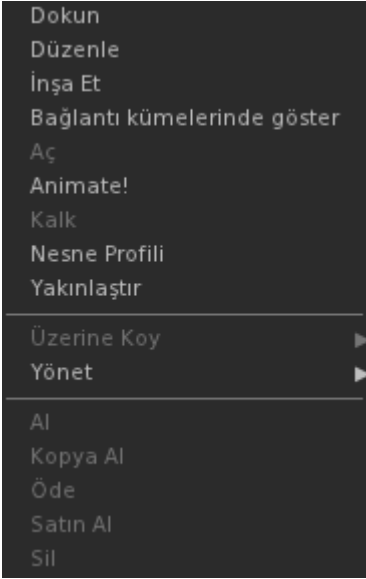 Dokun
Düzenle
İnşa Et
Bağlantı kümelerinde göster
Aç
Animate!
Kalk
Nesne Profili
Yakınlaştır
Üzerine Koy
Yönet
Al
Kopya Al
Öde
Satın Al
Sil